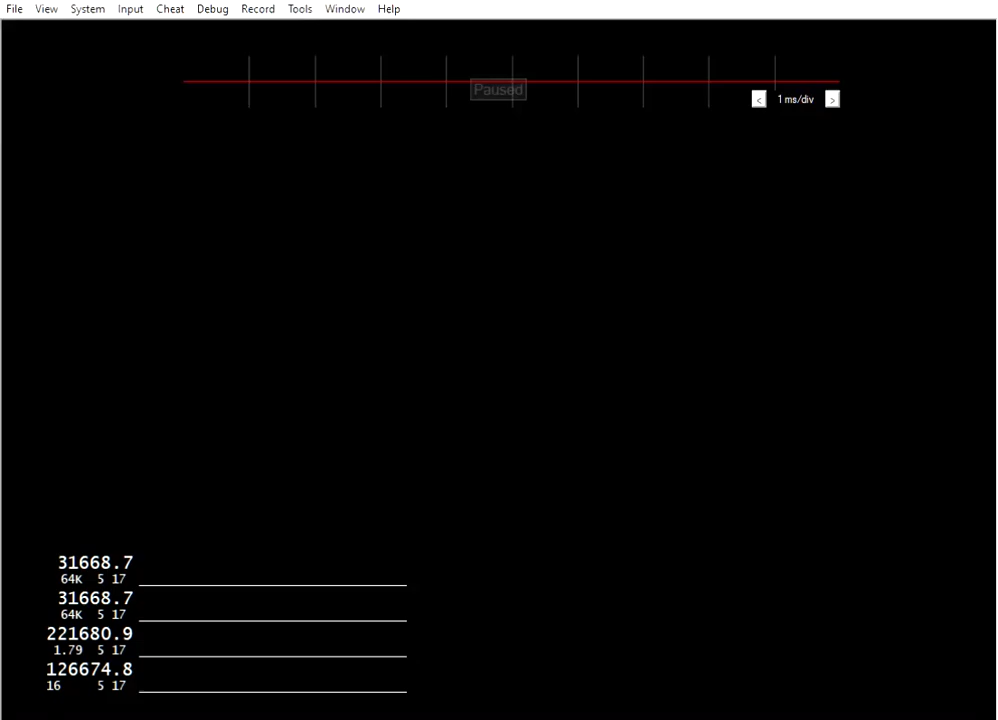 File View System Input Cheat Debug Record Tools Window Help
Paused
< 1 ms/div >
31668.7
64K 5 17
31668.7
64K 5 17
221680.9
1.79 5 17
126674.8
16 5 17